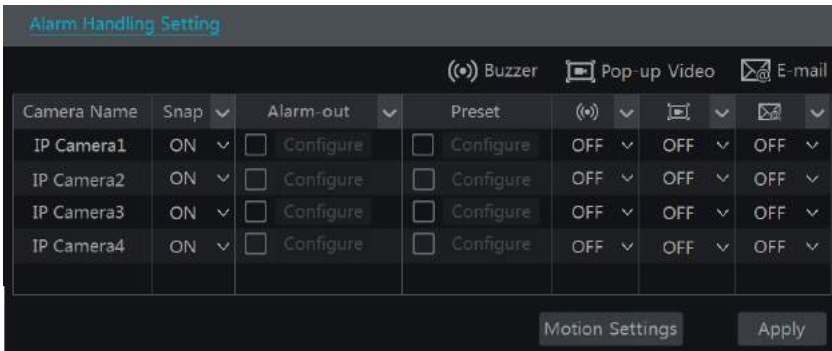 Alarm Handling Setting
Buzzer Pop-up Video E-mail
Camera Name Snap Alarm-out Preset
IP Camera1 ON Configure Configure OFF OFF OFF
IP Camera2 ON Configure Configure OFF OFF OFF
IP Camera3 ON Configure Configure OFF OFF OFF
IP Camera4 ON Configure Configure OFF OFF OFF
Motion Settings Apply